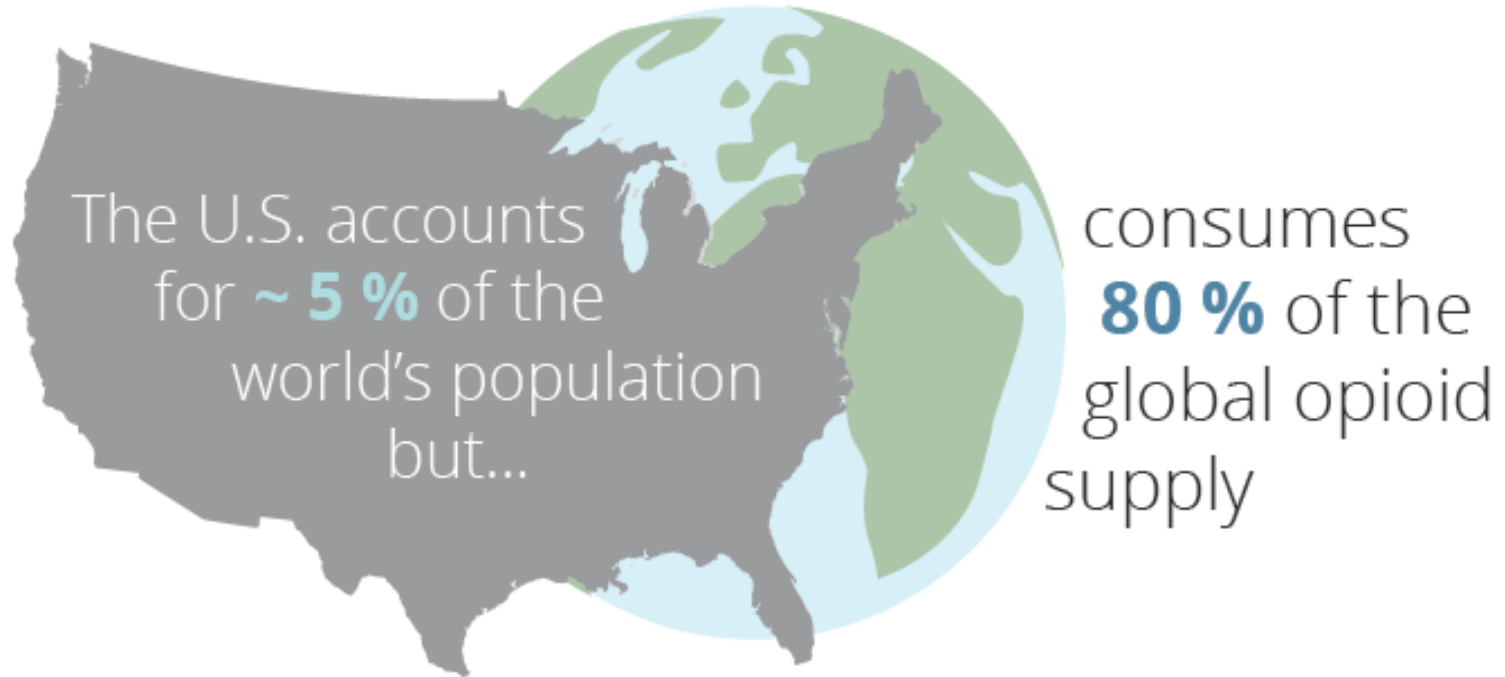 The U.S. accounts
for ~ 5 % of the
world’s population
but...
consumes
80 % of the
global opioid
supply